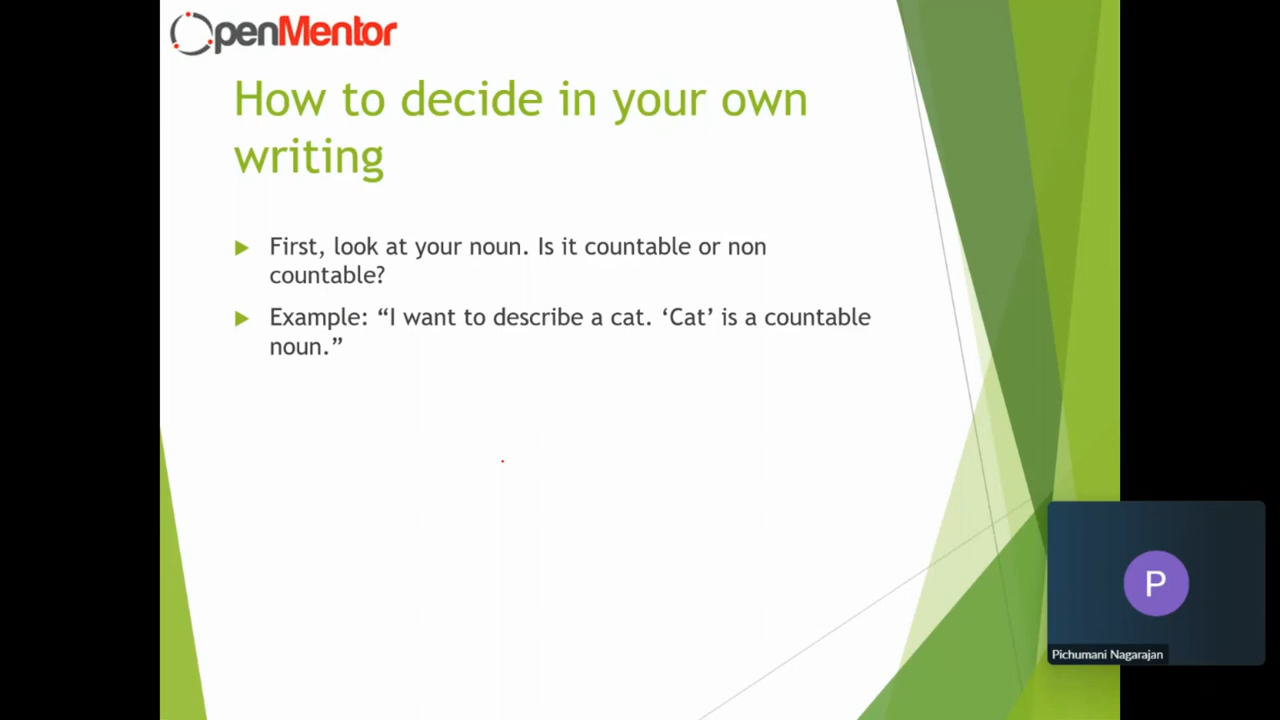 OpenMentor
How to decide in your own
writing
First, look at your noun. Is it countable or non
countable?
Example: “I want to describe a cat. ‘Cat’ is a countable
noun.”
P
Pichumani Nagarajan